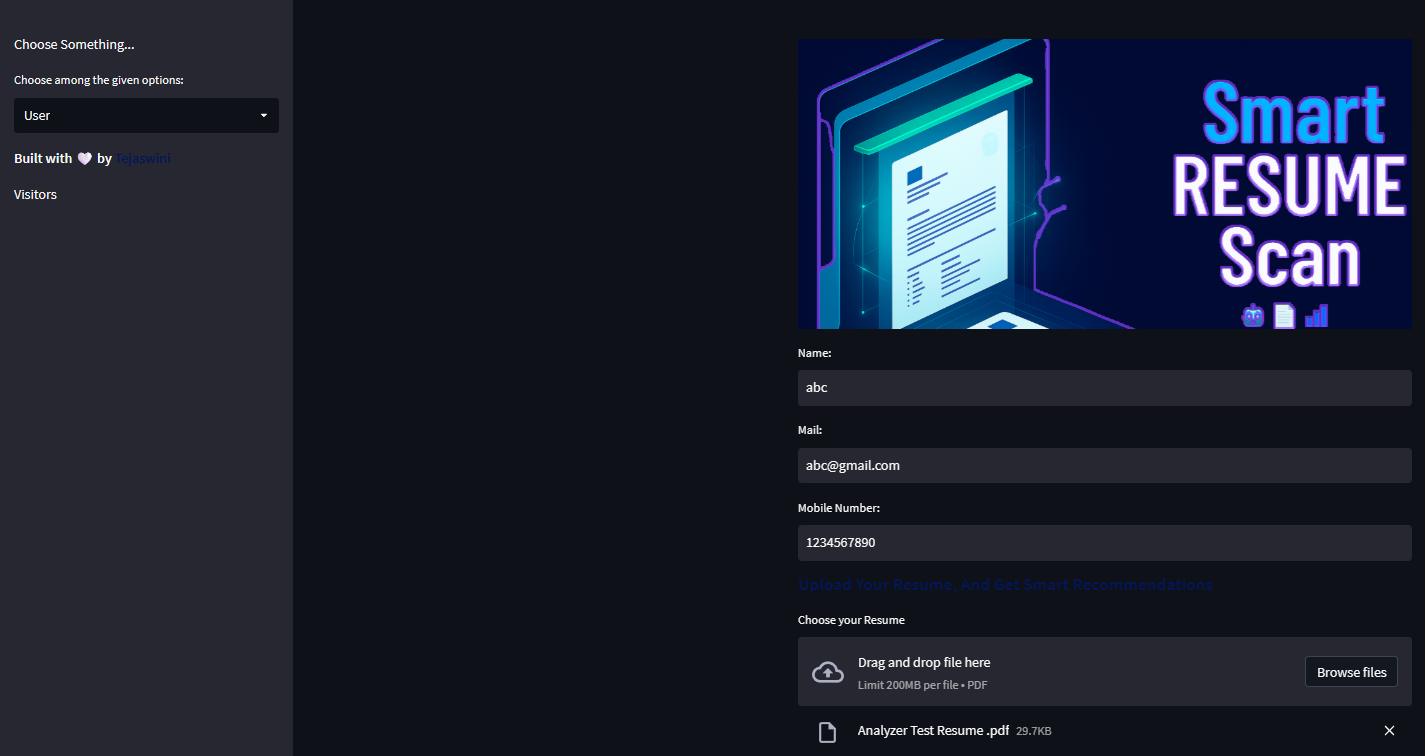 Choose Something...
Choose among the given options:
User
Built with 🤍 by Tejaswini
Visitors
Smart
RESUME
Scan
Name:
abc
Mail:
abc@gmail.com
Mobile Number:
1234567890
Upload Your Resume, And Get Smart Recommendations
Choose your Resume
Drag and drop file here
Limit 200MB per file • PDF
Browse files
Analyzer Test Resume .pdf 29.7KB